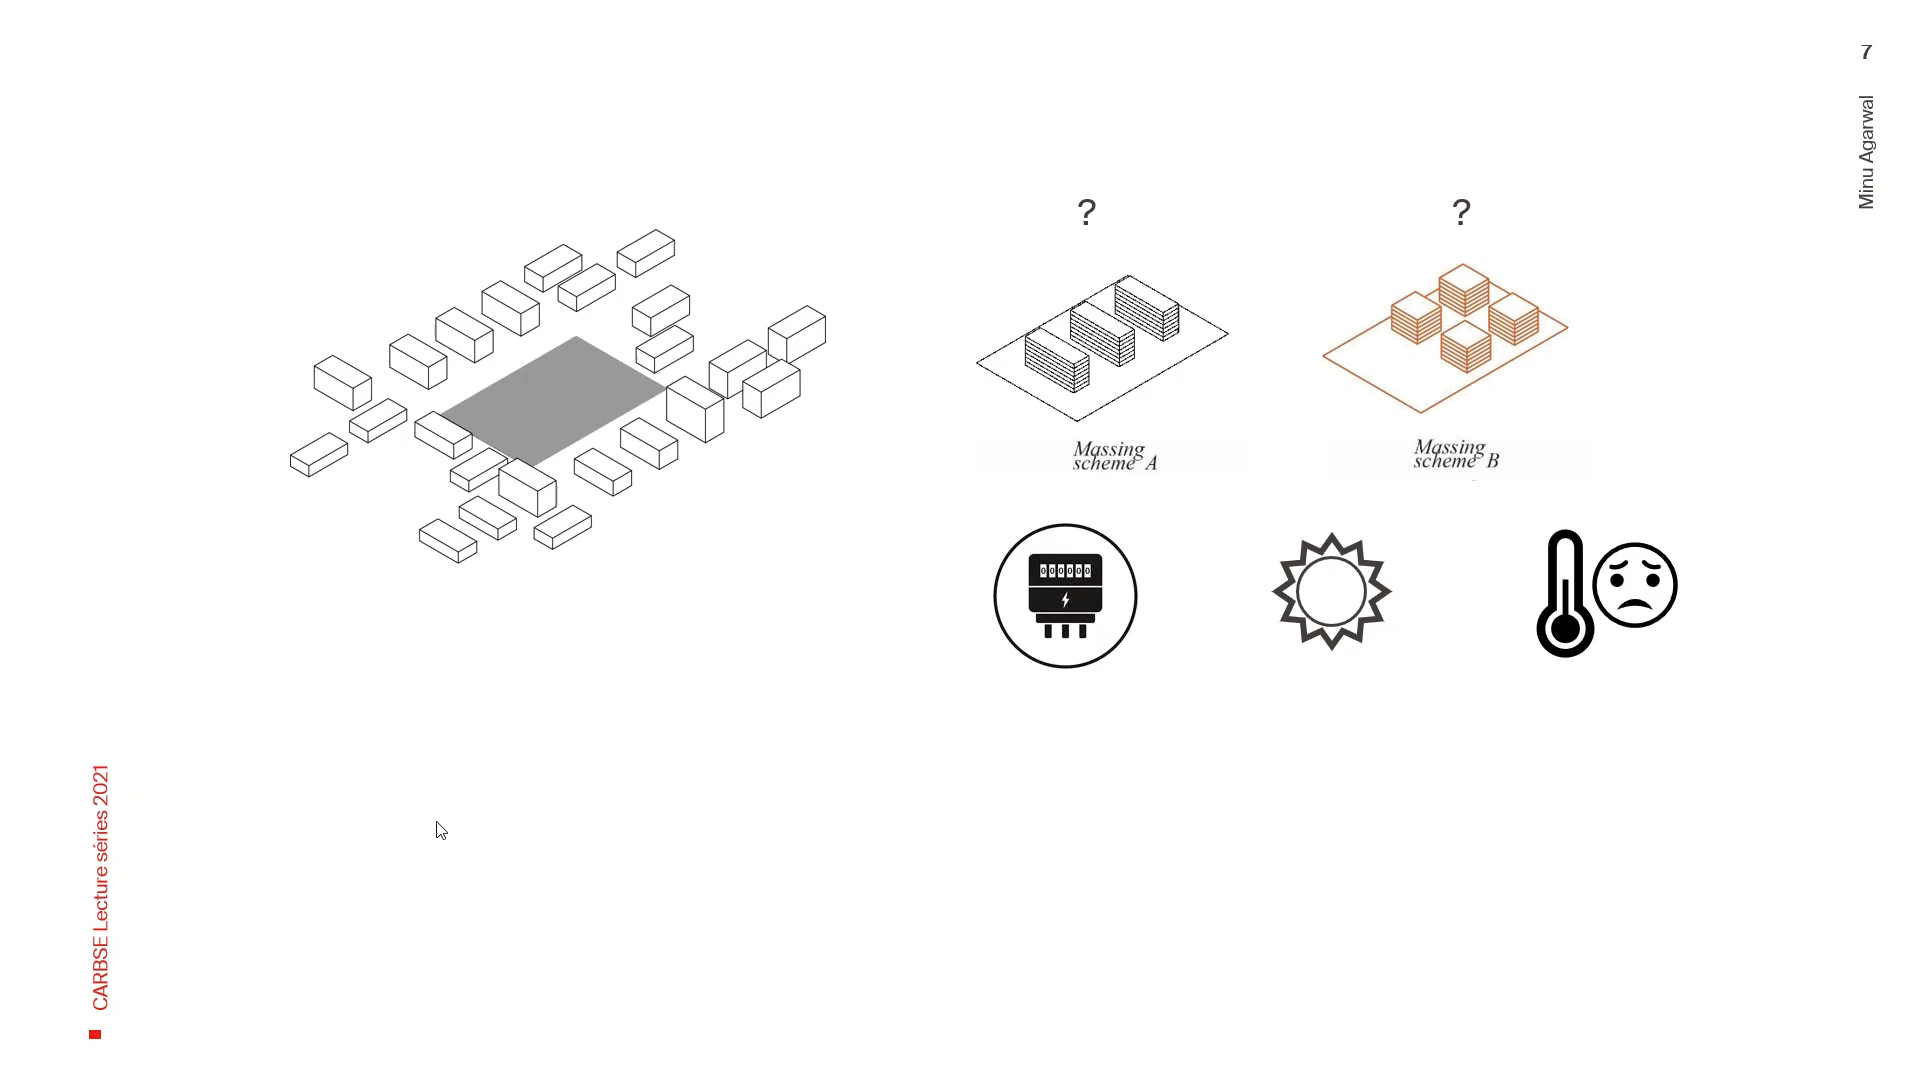 7
Minu Agarwal
? ?
Massing
scheme A
Massing
scheme B
000000
CARBSE Lecture séries 2021